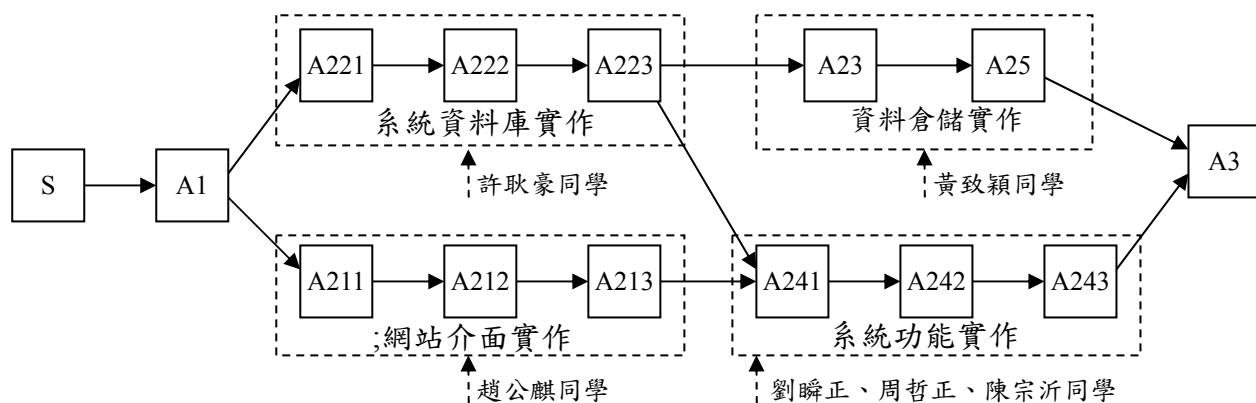 A221 A222 A223 A23 A25
系統資料庫實作 資料倉儲實作
S A1 A3
許耿豪同學 黃致穎同學
A211 A212 A213 A241 A242 A243
;網站介面實作 系統功能實作
趙公麒同學 劉瞬正、周哲正、陳宗沂同學